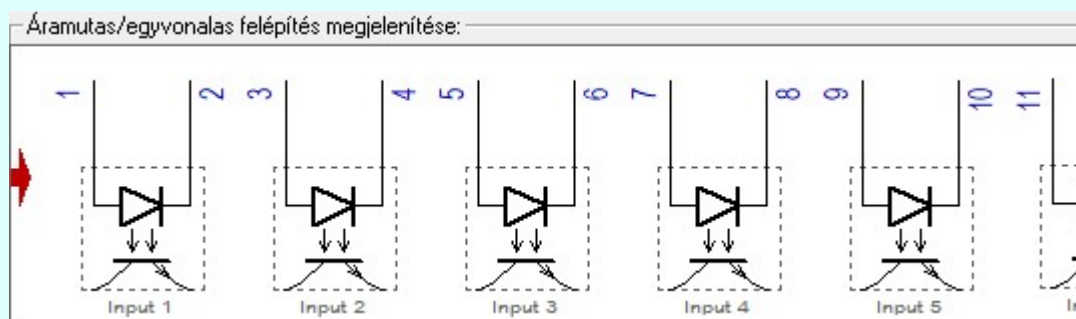 Áramutas/egyvonalas felépítés megjelenítése:
1 2 3 4 5 6 7 8 9 10 11
Input 1 Input 2 Input 3 Input 4 Input 5